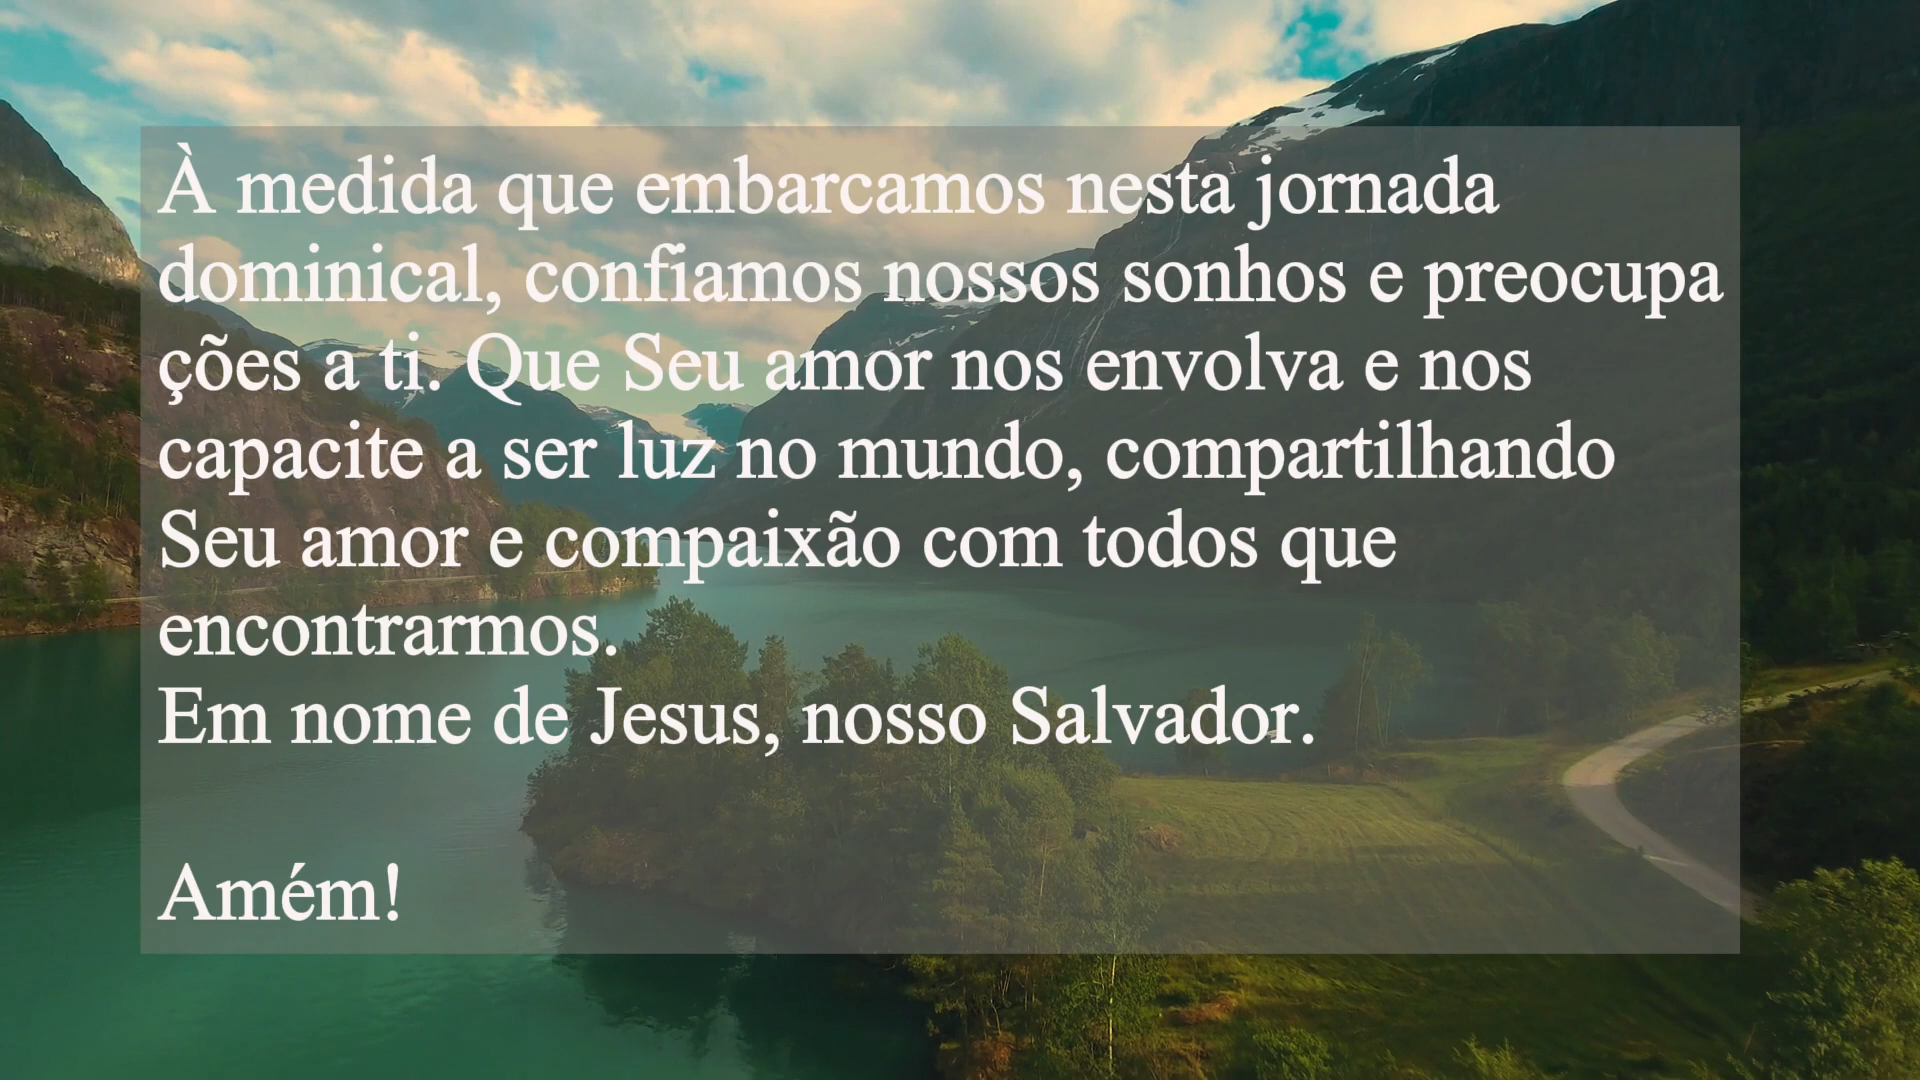 À medida que embarcamos nesta jornada
dominical, confiamos nossos sonhos e preocupa
ções a ti. Que Seu amor nos envolva e nos
capacite a ser luz no mundo, compartilhando
Seu amor e compaixão com todos que
encontrarmos.
Em nome de Jesus, nosso Salvador.
Amém!